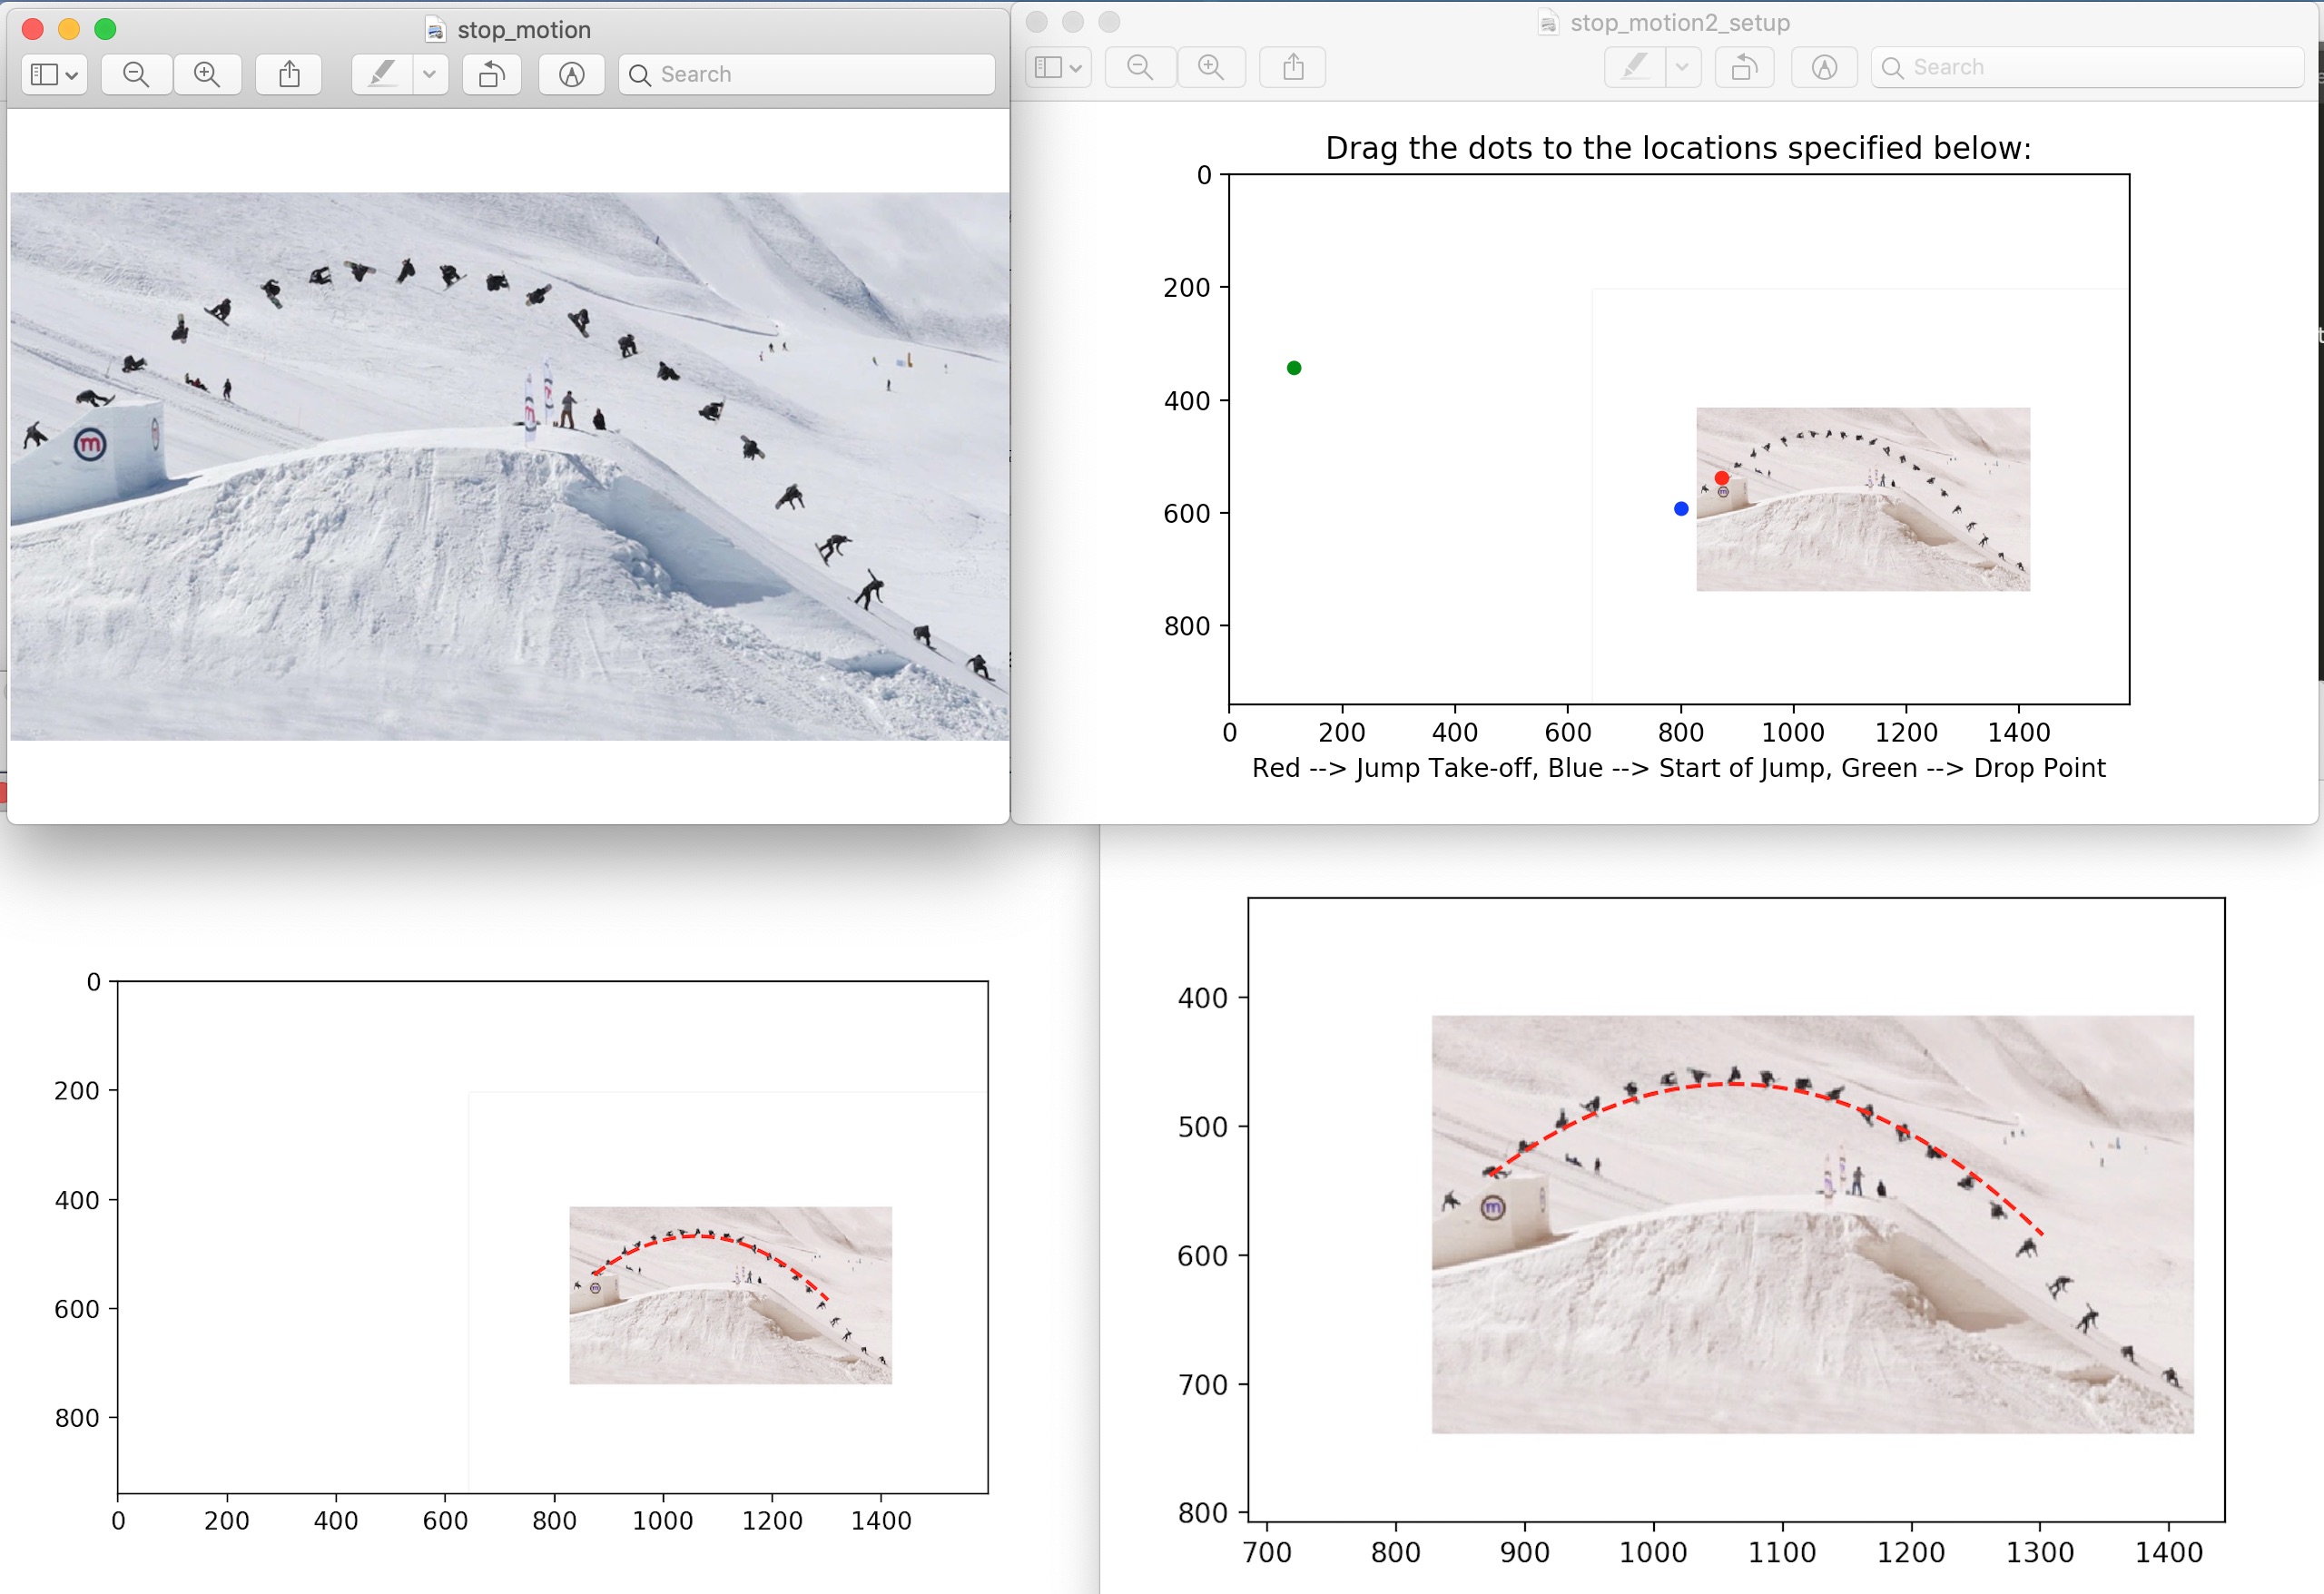 stop_motion
Search
m
stop_motion2_setup
Search
Drag the dots to the locations specified below:
0
200
400
600
800
0 200 400 600 800 1000 1200 1400
Red --> Jump Take-off, Blue --> Start of Jump, Green --> Drop Point
m
0
200
400
600
800
0 200 400 600 800 1000 1200 1400
m
400
500
600
700
800
700 800 900 1000 1100 1200 1300 1400
m